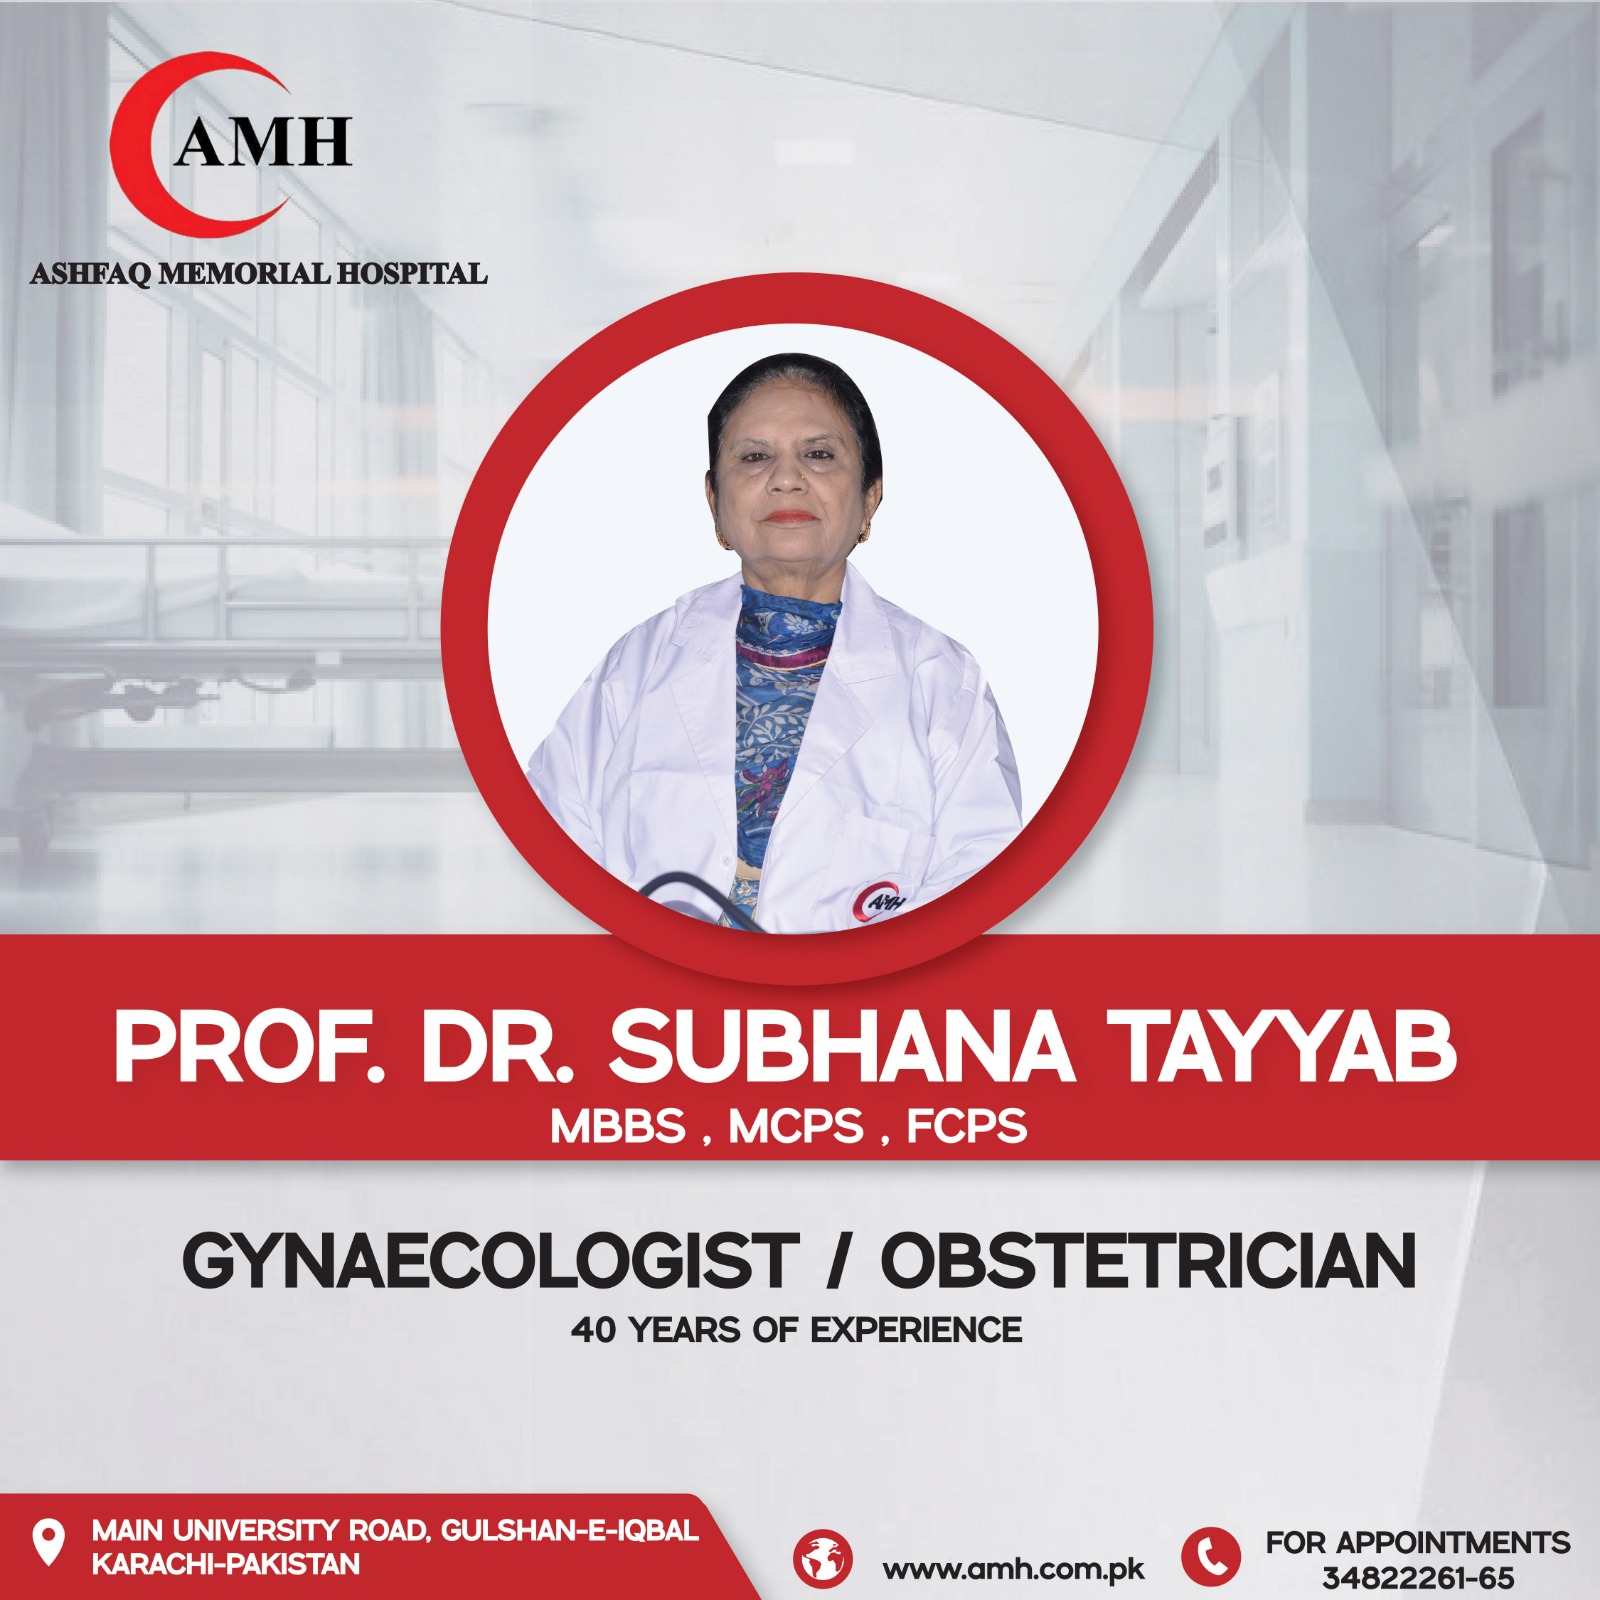 AMH
ASHFAQ MEMORIAL HOSPITAL
AMH
PROF. DR. SUBHANA TAYYAB
MBBS , MCPS , FCPS
GYNAECOLOGIST / OBSTETRICIAN
40 YEARS OF EXPERIENCE
MAIN UNIVERSITY ROAD, GULSHAN-E-IQBAL
KARACHI-PAKISTAN
www.amh.com.pk
FOR APPOINTMENTS
34822261-65